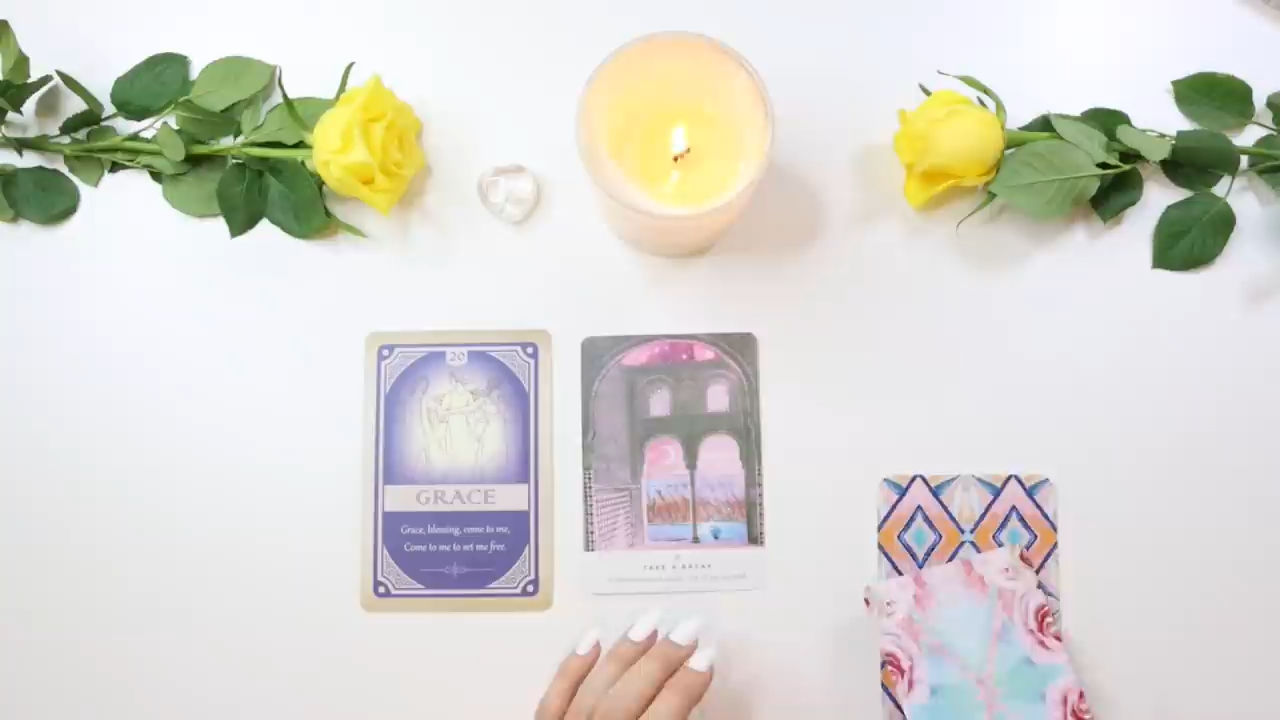 20
GRACE
Grace, blessing, come to me,
Come to me to set me free.
TAKE A BREAK